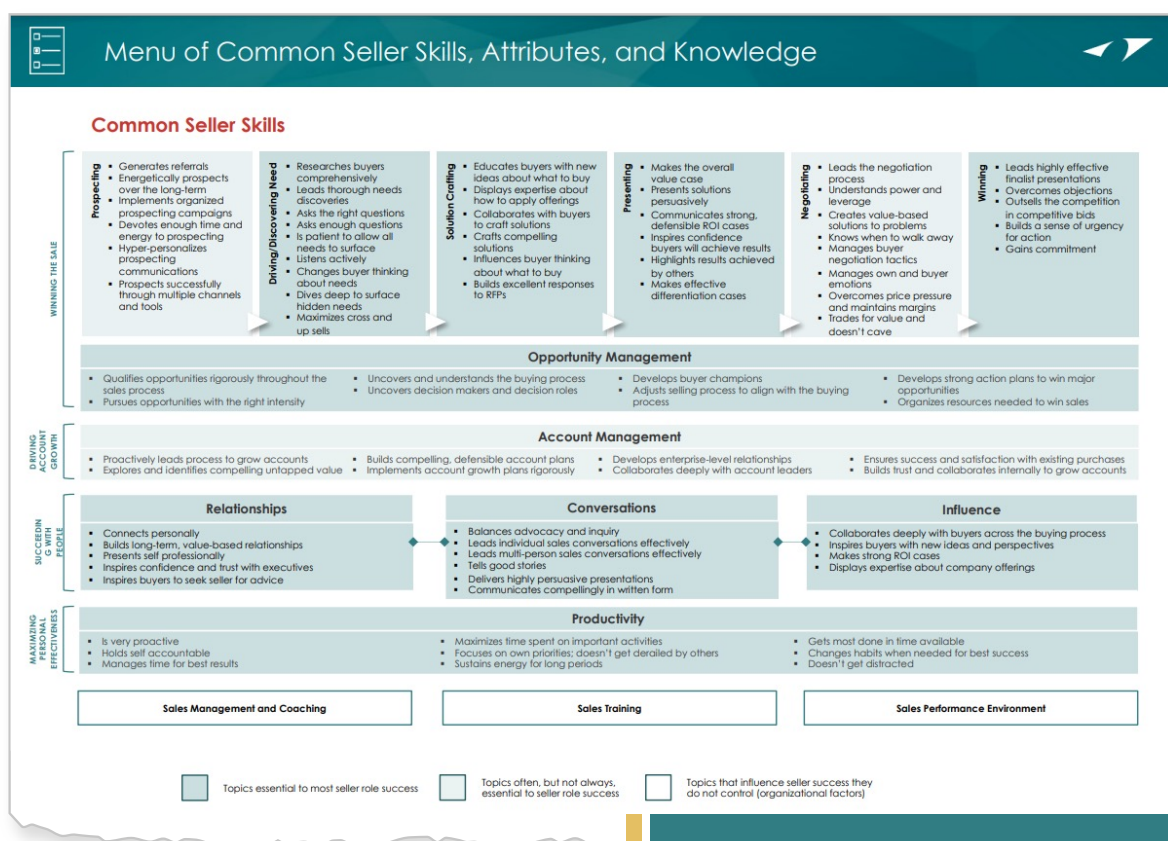 Menu of Common Seller Skills, Attributes, and Knowledge
Common Seller Skills
WINNING THE SALE
Prospecting
▪ Generates referrals
▪ Energetically prospects
over the long-term
▪ Implements organized
prospecting campaigns
▪ Devotes enough time and
energy to prospecting
▪ Hyper-personalizes
prospecting
communications
▪ Prospects successfully
through multiple channels
and tools
Driving/Discovering Need
▪ Researches buyers
comprehensively
▪ Leads thorough needs
discoveries
▪ Asks the right questions
▪ Asks enough questions
▪ Is patient to allow all
needs to surface
▪ Listens actively
▪ Changes buyer thinking
about needs
▪ Dives deep to surface
hidden needs
▪ Maximizes cross and
up sells
Solution Crafting
▪ Educates buyers with new
ideas about what to buy
▪ Displays expertise about
how to apply offerings
▪ Collaborates with buyers
to craft solutions
▪ Crafts compelling
solutions
▪ Influences buyer thinking
about what to buy
▪ Builds excellent responses
to RFPs
Presenting
▪ Makes the overall
value case
▪ Presents solutions
persuasively
▪ Communicates strong,
defensible ROI cases
▪ Inspires confidence
buyers will achieve results
▪ Highlights results achieved
by others
▪ Makes effective
differentiation cases
Negotiating
▪ Leads the negotiation
process
▪ Understands power and
leverage
▪ Creates value-based
solutions to problems
▪ Knows when to walk away
▪ Manages buyer
negotiation tactics
▪ Manages own and buyer
emotions
▪ Overcomes price pressure
and maintains margins
▪ Trades for value and
doesn't cave
Winning
▪ Leads highly effective
finalist presentations
▪ Overcomes objections
▪ Outsells the competition
in competitive bids
▪ Builds a sense of urgency
for action
▪ Gains commitment
Opportunity Management
▪ Qualifies opportunities rigorously throughout the
sales process
▪ Pursues opportunities with the right intensity
▪ Uncovers and understands the buying process
▪ Uncovers decision makers and decision roles
▪ Develops buyer champions
▪ Adjusts selling process to align with the buying
process
▪ Develops strong action plans to win major
opportunities
▪ Organizes resources needed to win sales
DRIVING
ACCOUNT
GROWTH
Account Management
▪ Proactively leads process to grow accounts
▪ Explores and identifies compelling untapped value
▪ Builds compelling, defensible account plans
▪ Implements account growth plans rigorously
▪ Develops enterprise-level relationships
▪ Collaborates deeply with account leaders
▪ Ensures success and satisfaction with existing purchases
▪ Builds trust and collaborates internally to grow accounts
SUCCEEDIN
G WITH
PEOPLE
Relationships
▪ Connects personally
▪ Builds long-term, value-based relationships
▪ Presents self professionally
▪ Inspires confidence and trust with executives
▪ Inspires buyers to seek seller for advice
Conversations
▪ Balances advocacy and inquiry
▪ Leads individual sales conversations effectively
▪ Leads multi-person sales conversations effectively
▪ Tells good stories
▪ Delivers highly persuasive presentations
▪ Communicates compellingly in written form
Influence
▪ Collaborates deeply with buyers across the buying process
▪ Inspires buyers with new ideas and perspectives
▪ Makes strong ROI cases
▪ Displays expertise about company offerings
MAXIMIZING
PERSONAL
EFFECTIVENESS
Productivity
▪ Is very proactive
▪ Holds self accountable
▪ Manages time for best results
▪ Maximizes time spent on important activities
▪ Focuses on own priorities; doesn't get derailed by others
▪ Sustains energy for long periods
▪ Gets most done in time available
▪ Changes habits when needed for best success
▪ Doesn't get distracted
Sales Management and Coaching
Sales Training
Sales Performance Environment
Topics essential to most seller role success
Topics often, but not always,
essential to seller role success
Topics that influence seller success they
do not control (organizational factors)